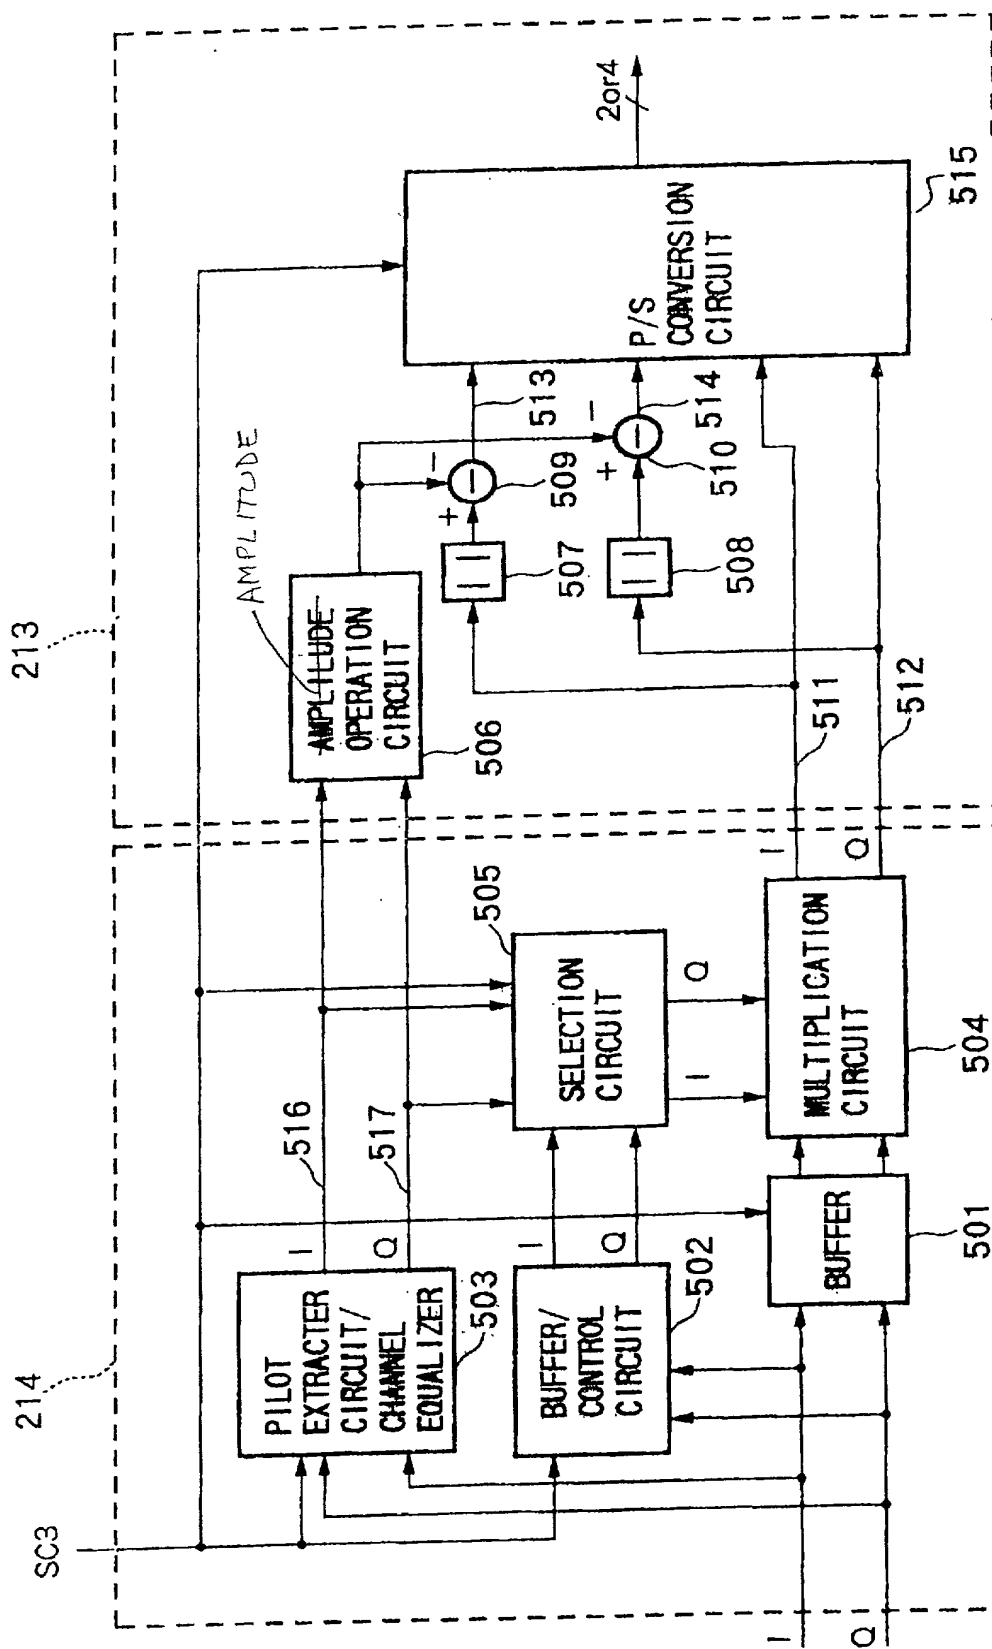 213
214
SC3
AMPLITUDE
AMPLILUDE
OPERATION
CIRCUIT
506
PILOT
EXTRACTER
CIRCUIT/
CHANNEL
EQUALIZER
503
I
516
Q
517
505
SELECTION
CIRCUIT
I
Q
BUFFER/
CONTROL
CIRCUIT
502
I
Q
BUFFER
501
MULTIPLICATION
CIRCUIT
504
I
Q
511
512
| |
507
| |
508
+
−
−
509
+
−
−
510
513
514
P/S
CONVERSION
CIRCUIT
515
2or4
I
Q